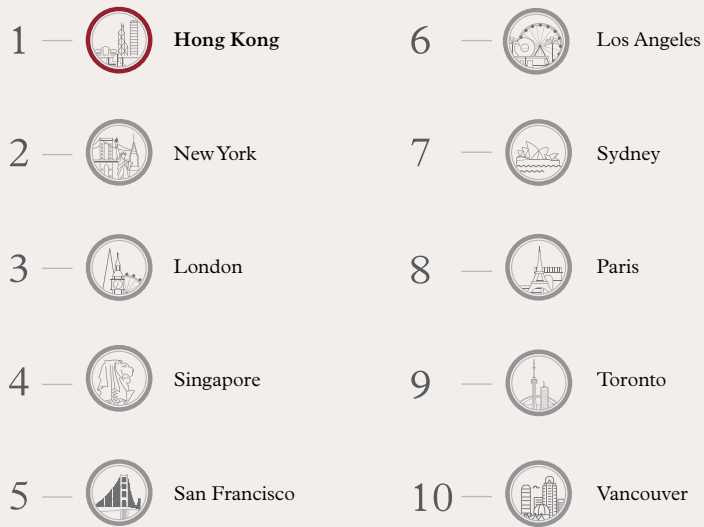 1 Hong Kong
2 New York
3 London
4 Singapore
5 San Francisco
6 Los Angeles
7 Sydney
8 Paris
9 Toronto
10 Vancouver